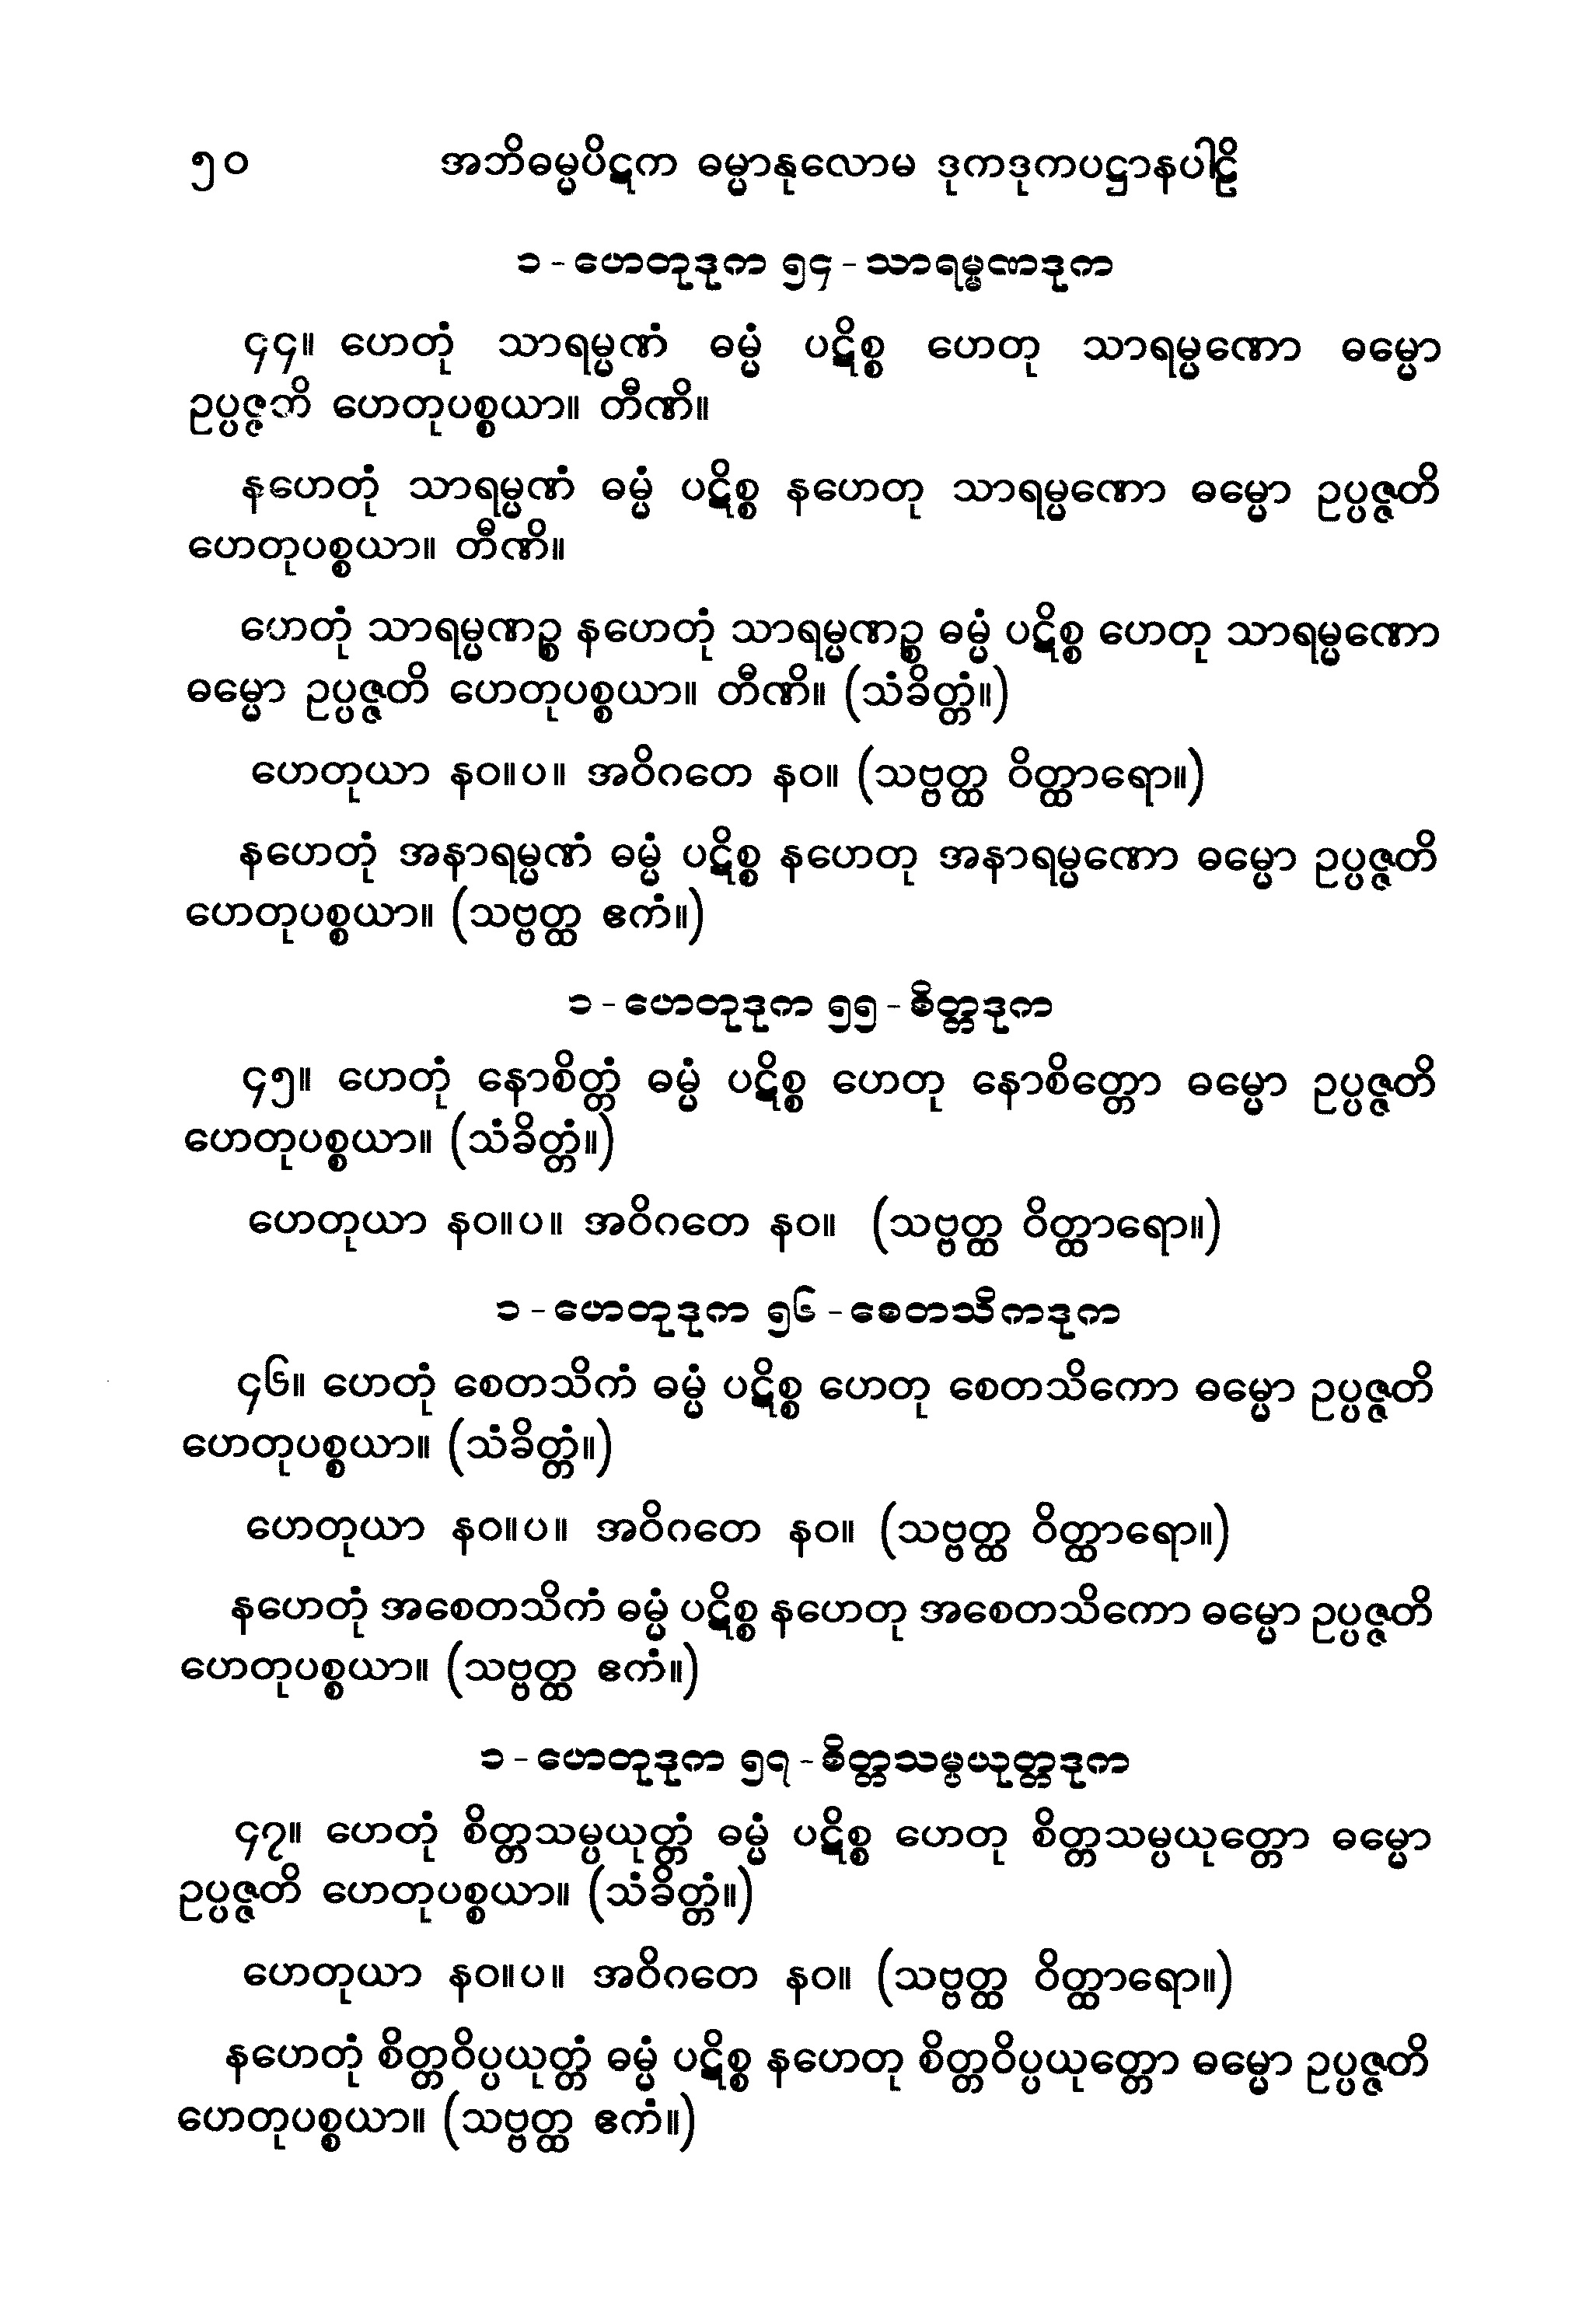 ၅၀ အဘိဓမ္မပိဋက ဓမ္မာနုလောမ ဒုကဒုကပဋ္ဌာနပါဠိ
၁ - ဟေတုဒုက ၅၄ - သာရမ္မဏဒုက
၄၄။ ဟေတုံ သာရမ္မဏံ ဓမ္မံ ပဋိစ္စ ဟေတု သာရမ္မဏော ဓမ္မော
ဥပ္ပဇ္ဇတိ ဟေတုပစ္စယာ။ တီဏိ။
နဟေတုံ သာရမ္မဏံ ဓမ္မံ ပဋိစ္စ နဟေတု သာရမ္မဏော ဓမ္မော ဥပ္ပဇ္ဇတိ
ဟေတုပစ္စယာ။ တီဏိ။
ဟေတုံ သာရမ္မဏဉ္စ နဟေတုံ သာရမ္မဏဉ္စ ဓမ္မံ ပဋိစ္စ ဟေတု သာရမ္မဏော
ဓမ္မော ဥပ္ပဇ္ဇတိ ဟေတုပစ္စယာ။ တီဏိ။ (သံခိတ္တံ။)
ဟေတုယာ နဝ။ပ။ အဝိဂတေ နဝ။ (သဗ္ဗတ္ထ ဝိတ္ထာရော။)
နဟေတုံ အနာရမ္မဏံ ဓမ္မံ ပဋိစ္စ နဟေတု အနာရမ္မဏော ဓမ္မော ဥပ္ပဇ္ဇတိ
ဟေတုပစ္စယာ။ (သဗ္ဗတ္ထ ဧကံ။)
၁ - ဟေတုဒုက ၅၅ - စိတ္တဒုက
၄၅။ ဟေတုံ နောစိတ္တံ ဓမ္မံ ပဋိစ္စ ဟေတု နောစိတ္တော ဓမ္မော ဥပ္ပဇ္ဇတိ
ဟေတုပစ္စယာ။ (သံခိတ္တံ။)
ဟေတုယာ နဝ။ပ။ အဝိဂတေ နဝ။ (သဗ္ဗတ္ထ ဝိတ္ထာရော။)
၁ - ဟေတုဒုက ၅၆ - စေတသိကဒုက
၄၆။ ဟေတုံ စေတသိကံ ဓမ္မံ ပဋိစ္စ ဟေတု စေတသိကော ဓမ္မော ဥပ္ပဇ္ဇတိ
ဟေတုပစ္စယာ။ (သံခိတ္တံ။)
ဟေတုယာ နဝ။ပ။ အဝိဂတေ နဝ။ (သဗ္ဗတ္ထ ဝိတ္ထာရော။)
နဟေတုံ အစေတသိကံ ဓမ္မံ ပဋိစ္စ နဟေတု အစေတသိကော ဓမ္မော ဥပ္ပဇ္ဇတိ
ဟေတုပစ္စယာ။ (သဗ္ဗတ္ထ ဧကံ။)
၁ - ဟေတုဒုက ၅၇ - စိတ္တသမ္ပယုတ္တဒုက
၄၇။ ဟေတုံ စိတ္တသမ္ပယုတ္တံ ဓမ္မံ ပဋိစ္စ ဟေတု စိတ္တသမ္ပယုတ္တော ဓမ္မော
ဥပ္ပဇ္ဇတိ ဟေတုပစ္စယာ။ (သံခိတ္တံ။)
ဟေတုယာ နဝ။ပ။ အဝိဂတေ နဝ။ (သဗ္ဗတ္ထ ဝိတ္ထာရော။)
နဟေတုံ စိတ္တဝိပ္ပယုတ္တံ ဓမ္မံ ပဋိစ္စ နဟေတု စိတ္တဝိပ္ပယုတ္တော ဓမ္မော ဥပ္ပဇ္ဇတိ
ဟေတုပစ္စယာ။ (သဗ္ဗတ္ထ ဧကံ။)